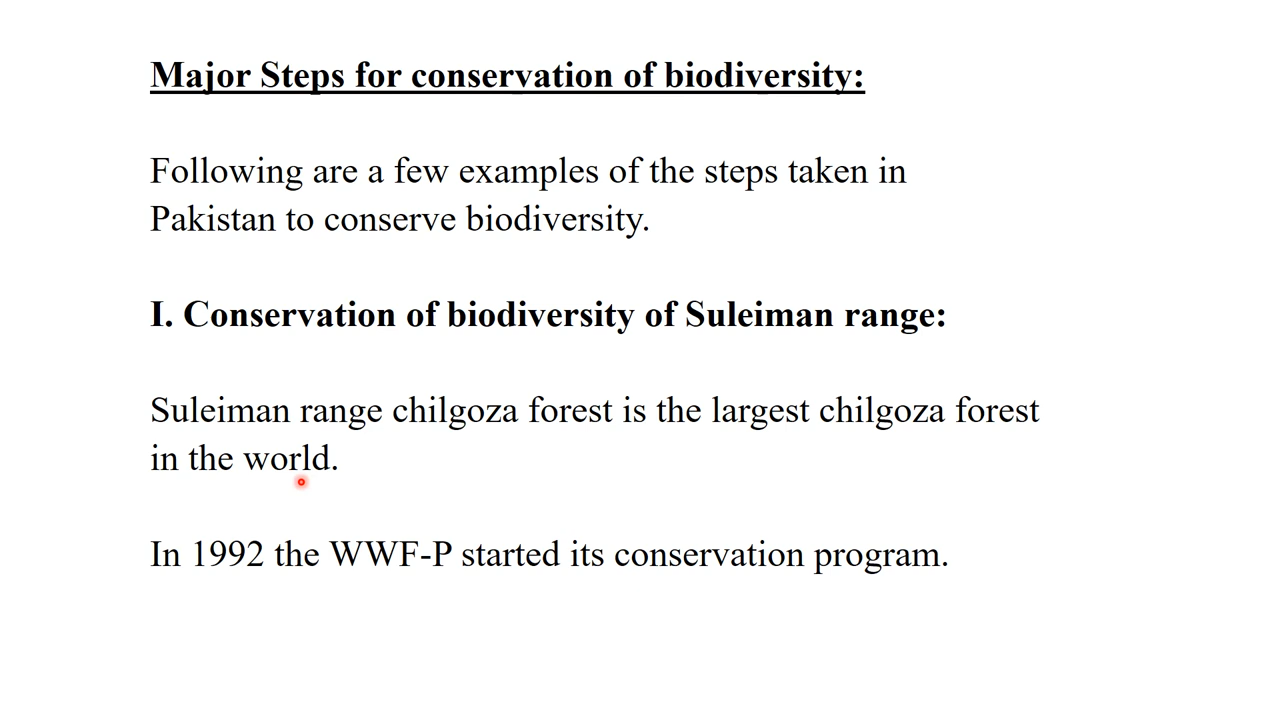 Major Steps for conservation of biodiversity:
Following are a few examples of the steps taken in
Pakistan to conserve biodiversity.
I. Conservation of biodiversity of Suleiman range:
Suleiman range chilgoza forest is the largest chilgoza forest
in the world.
In 1992 the WWF-P started its conservation program.